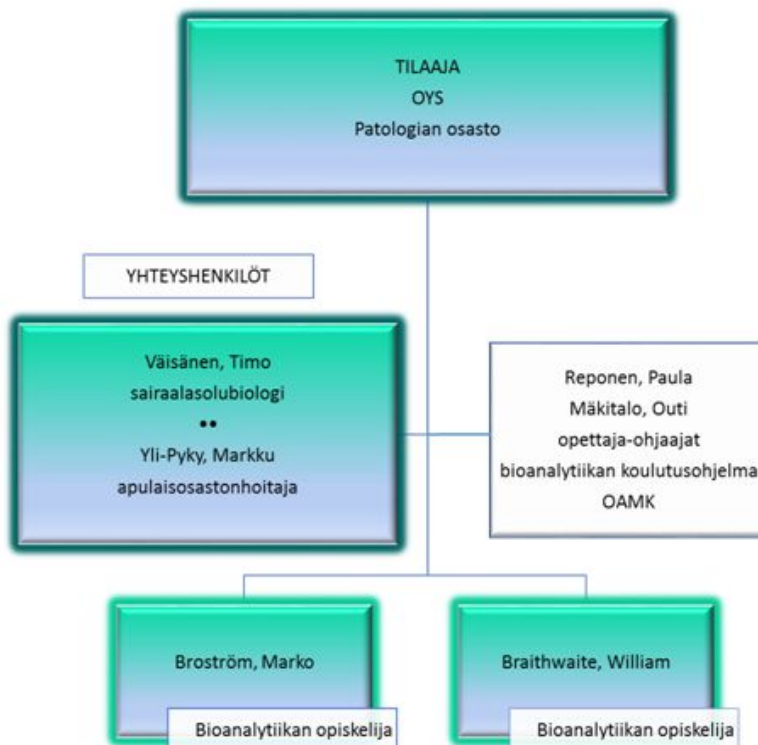 TILAAJA
OYS
Patologian osasto
YHTEYSHENKILÖT
Väisänen, Timo
sairaalasolubiologi
••
Yli-Pyky, Markku
apulaisosastonhoitaja
Reponen, Paula
Mäkitalo, Outi
opettaja-ohjaajat
bioanalytiikan koulutusohjelma
OAMK
Broström, Marko
Bioanalytiikan opiskelija
Braithwaite, William
Bioanalytiikan opiskelija